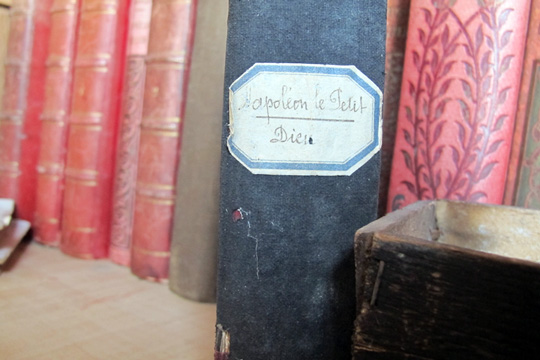 Napoléon le Petit
Dieu